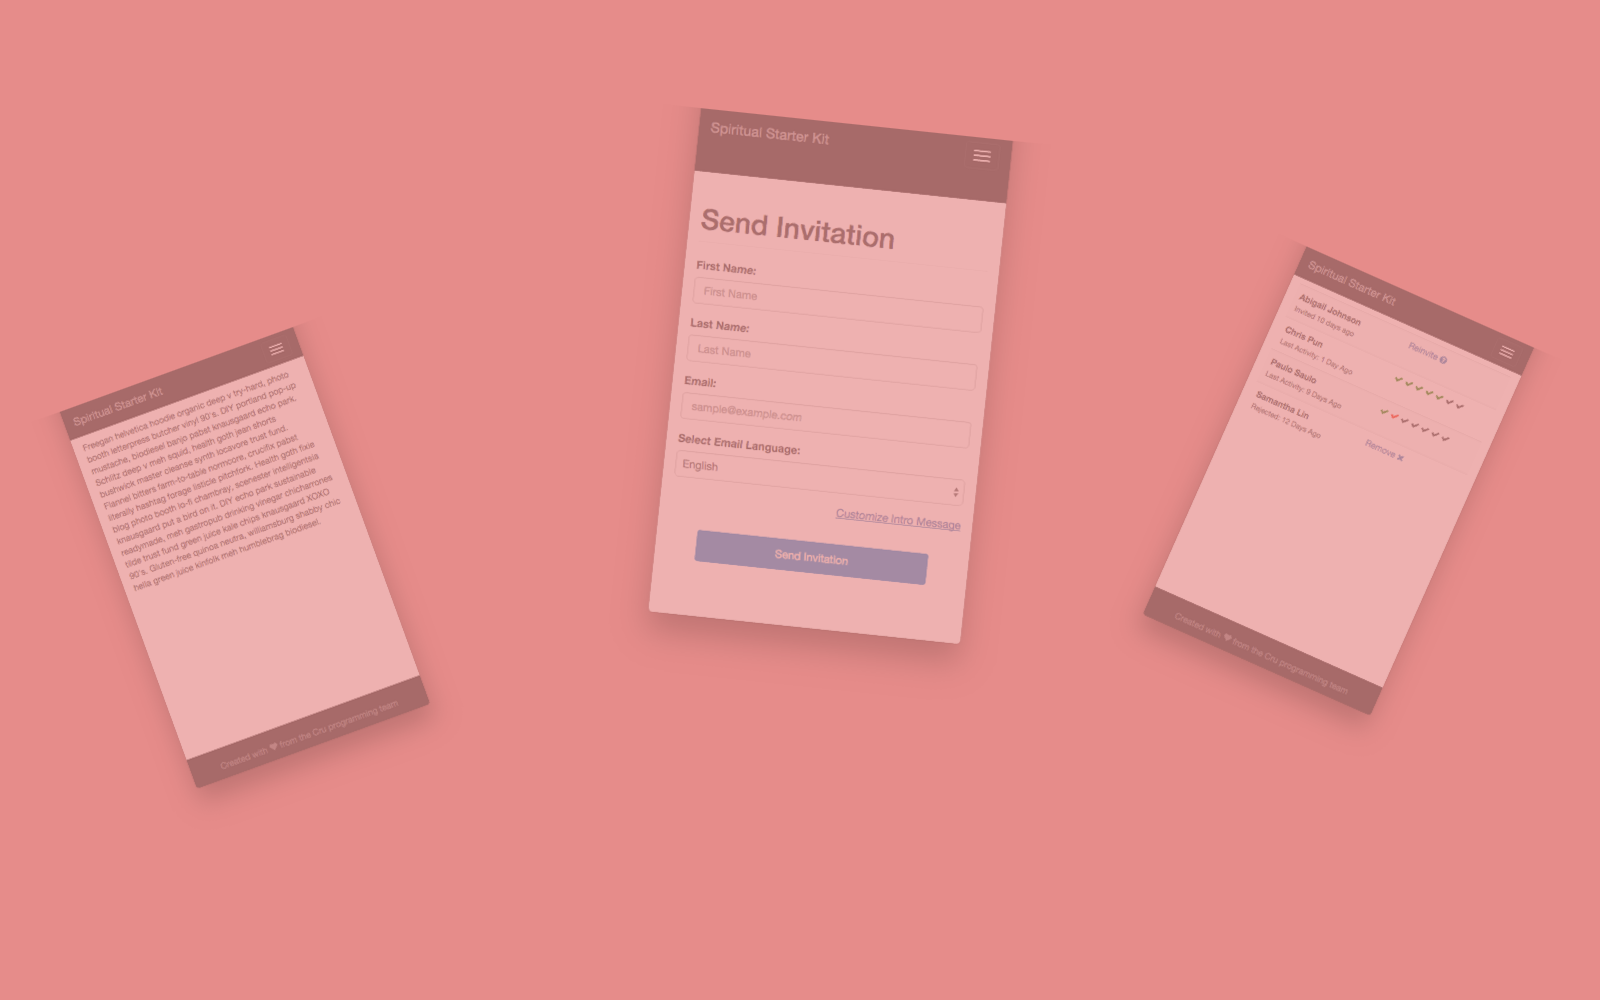 Spiritual Starter Kit
Freegan helvetica hoodie organic deep v try-hard, photo
booth letterpress butcher vinyl 90's. DIY portland pop-up
mustache, biodiesel banjo pabst knausgaard echo park.
Schlitz deep v meh squid, health goth jean shorts
bushwick master cleanse synth locavore trust fund.
Flannel bitters farm-to-table normcore, crucifix pabst
literally hashtag forage listicle pitchfork. Health goth fixie
blog photo booth lo-fi chambray, scenester intelligentsia
knausgaard put a bird on it. DIY echo park sustainable
readymade, meh gastropub drinking vinegar chicharrones
tilde trust fund green juice kale chips knausgaard XOXO
90's. Gluten-free quinoa neutra, williamsburg shabby chic
hella green juice kinfolk meh humblebrag biodiesel.
Created with ♥ from the Cru programming team
Spiritual Starter Kit
Send Invitation
First Name:
First Name
Last Name:
Last Name
Email:
sample@example.com
Select Email Language:
English
Customize Intro Message
Send Invitation
Spiritual Starter Kit
Abigail Johnson
Invited 10 days ago
Reinvite
Chris Pun
Last Activity: 1 Day Ago
Paulo Saulo
Last Activity: 9 Days Ago
Samantha Lin
Rejected: 12 Days Ago
Remove
Created with ♥ from the Cru programming team